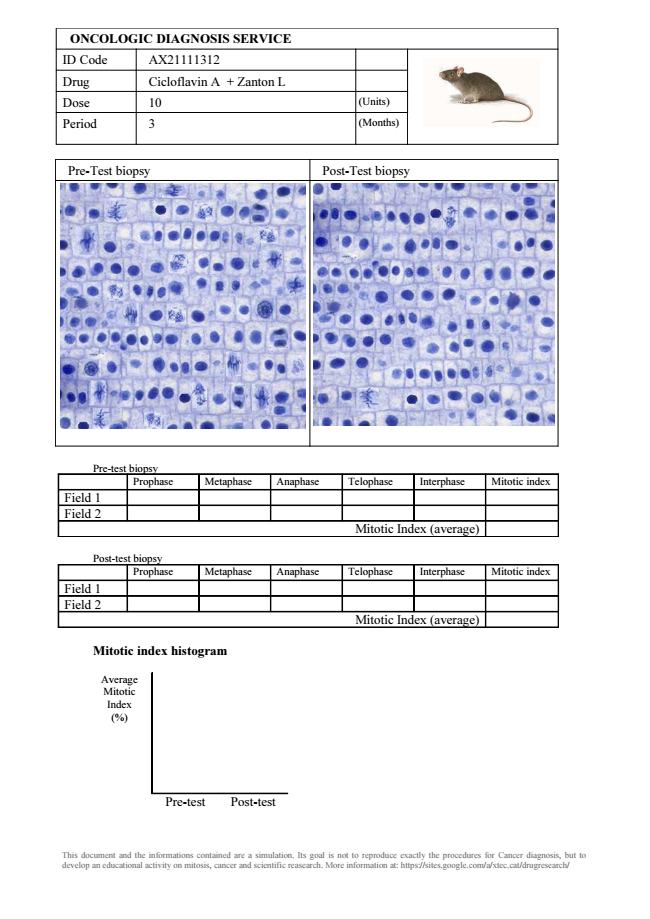 ONCOLOGIC DIAGNOSIS SERVICE
ID Code AX21111312
Drug Cicloflavin A + Zanton L
Dose 10 (Units)
Period 3 (Months)
Pre-Test biopsy Post-Test biopsy
Pre-test biopsy
Prophase Metaphase Anaphase Telophase Interphase Mitotic index
Field 1
Field 2
Mitotic Index (average)
Post-test biopsy
Prophase Metaphase Anaphase Telophase Interphase Mitotic index
Field 1
Field 2
Mitotic Index (average)
Mitotic index histogram
Average
Mitotic
Index
(%)
Pre-test Post-test
This document and the informations contained are a simulation. Its goal is not to reproduce exactly the procedures for Cancer diagnosis, but to
develop an educational activity on mitosis, cancer and scientific reasearch. More information at: https://sites.google.com/a/xtec.cat/drugresearch/